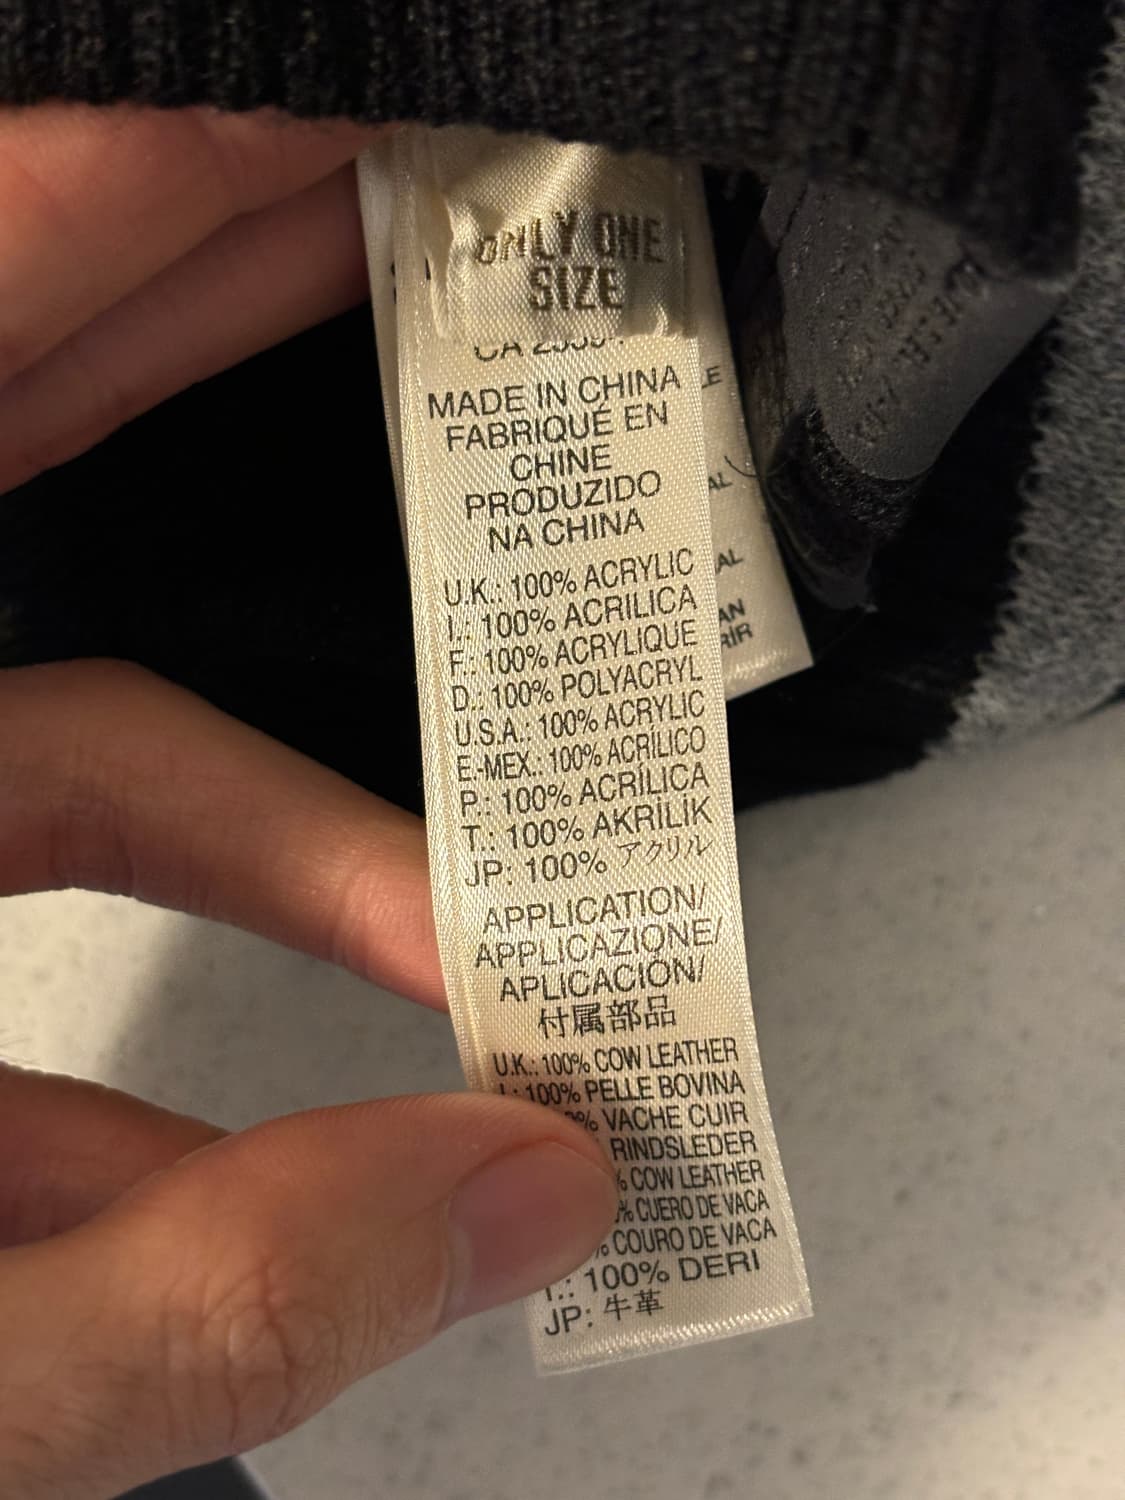 ONLY ONE
SIZE
MADE IN CHINA
FABRIQUÉ EN
CHINE
PRODUZIDO
NA CHINA
U.K.: 100% ACRYLIC
I.: 100% ACRILICA
F.: 100% ACRYLIQUE
D.: 100% POLYACRYL
U.S.A.: 100% ACRYLIC
E-MEX.: 100% ACRÍLICO
P.: 100% ACRÍLICA
T.: 100% AKRİLİK
JP: 100% アクリル
APPLICATION/
APPLICAZIONE/
APLICACIÓN/
付属部品
U.K.: 100% COW LEATHER
I.: 100% PELLE BOVINA
% VACHE CUIR
RINDSLEDER
% COW LEATHER
% CUERO DE VACA
% COURO DE VACA
T.: 100% DERI
JP: 牛革